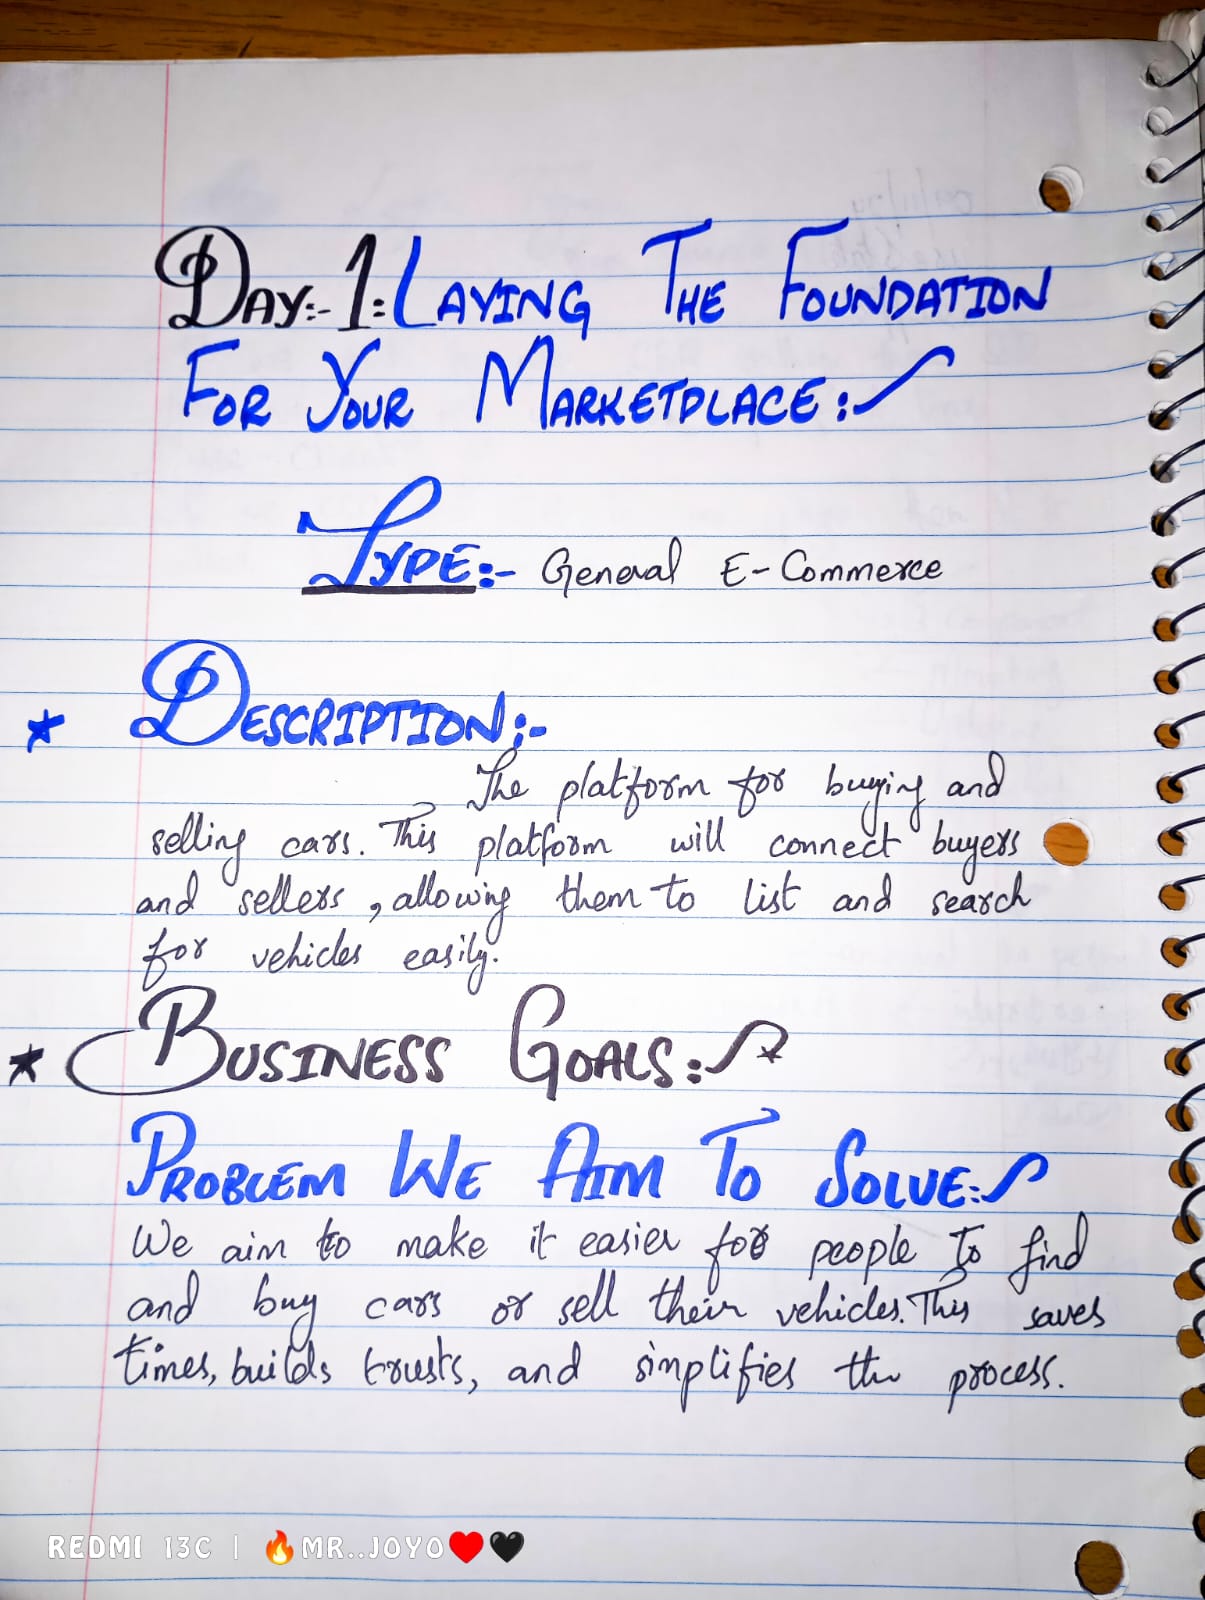 Day:- 1: Laying The Foundation
For Your Marketplace:
Type:- General E-Commerce
Description:-
The platform for buying and
selling cars. This platform will connect buyers
and sellers, allowing them to list and search
for vehicles easily.
Business Goals:
Problem We Aim To Solve:
We aim to make it easier for people to find
and buy cars or sell their vehicles. This saves
times, builds trusts, and simplifies the process.
REDMI 13C | 🔥MR..JOYO❤️🖤